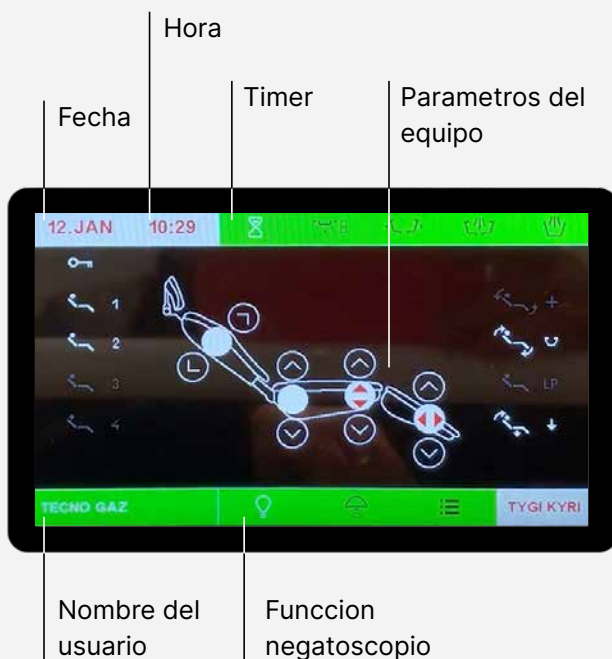 Hora
Fecha
Timer
Parametros del
equipo
12.JAN 10:29
1
2
3
4
+
LP
TECNO GAZ
TYGI KYRI
Nombre del
usuario
Funccion
negatoscopio